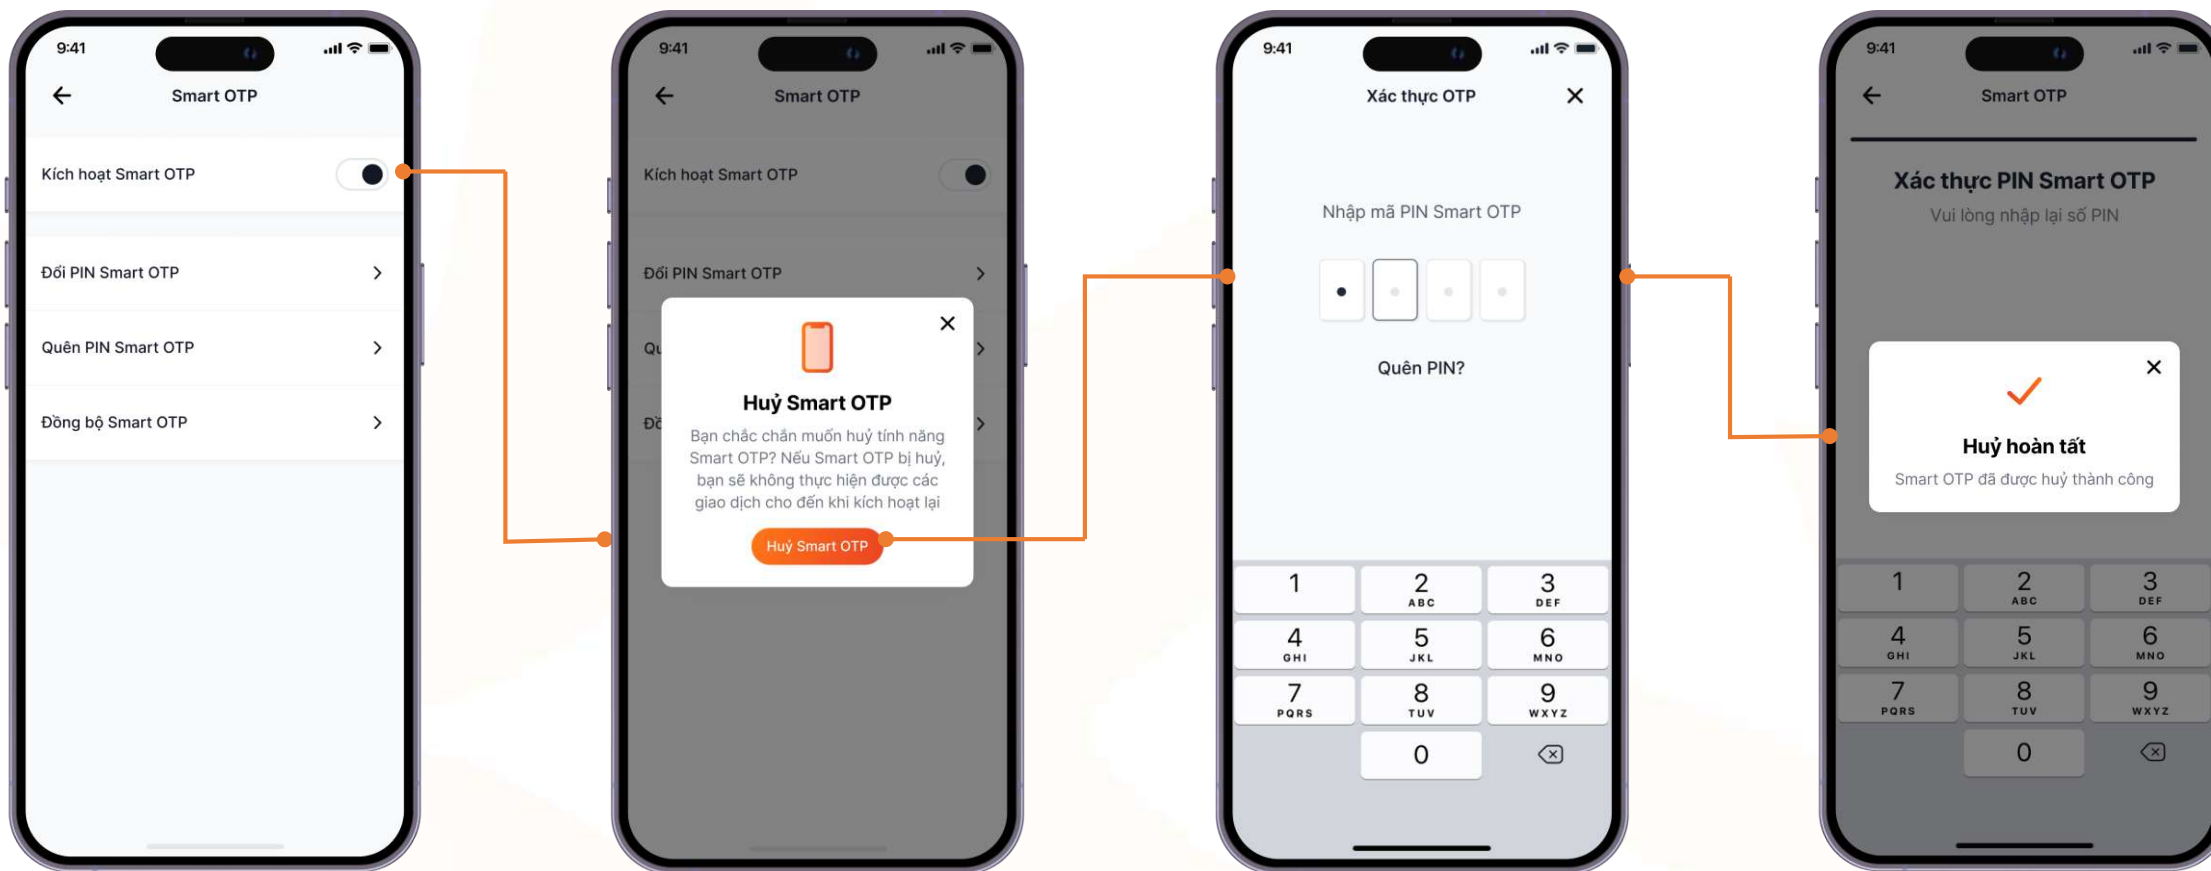 9:41
Smart OTP
Kích hoạt Smart OTP
Đổi PIN Smart OTP
Quên PIN Smart OTP
Đồng bộ Smart OTP
9:41
Smart OTP
Kích hoạt Smart OTP
Đổi PIN Smart OTP
Huỷ Smart OTP
Bạn chắc chắn muốn huỷ tính năng
Smart OTP? Nếu Smart OTP bị huỷ,
bạn sẽ không thực hiện được các
giao dịch cho đến khi kích hoạt lại
Huỷ Smart OTP
9:41
Xác thực OTP
Nhập mã PIN Smart OTP
Quên PIN?
1 2 3
ABC DEF
4 5 6
GHI JKL MNO
7 8 9
PQRS TUV WXYZ
0
9:41
Smart OTP
Xác thực PIN Smart OTP
Vui lòng nhập lại số PIN
Huỷ hoàn tất
Smart OTP đã được huỷ thành công
1 2 3
ABC DEF
4 5 6
GHI JKL MNO
7 8 9
PQRS TUV WXYZ
0